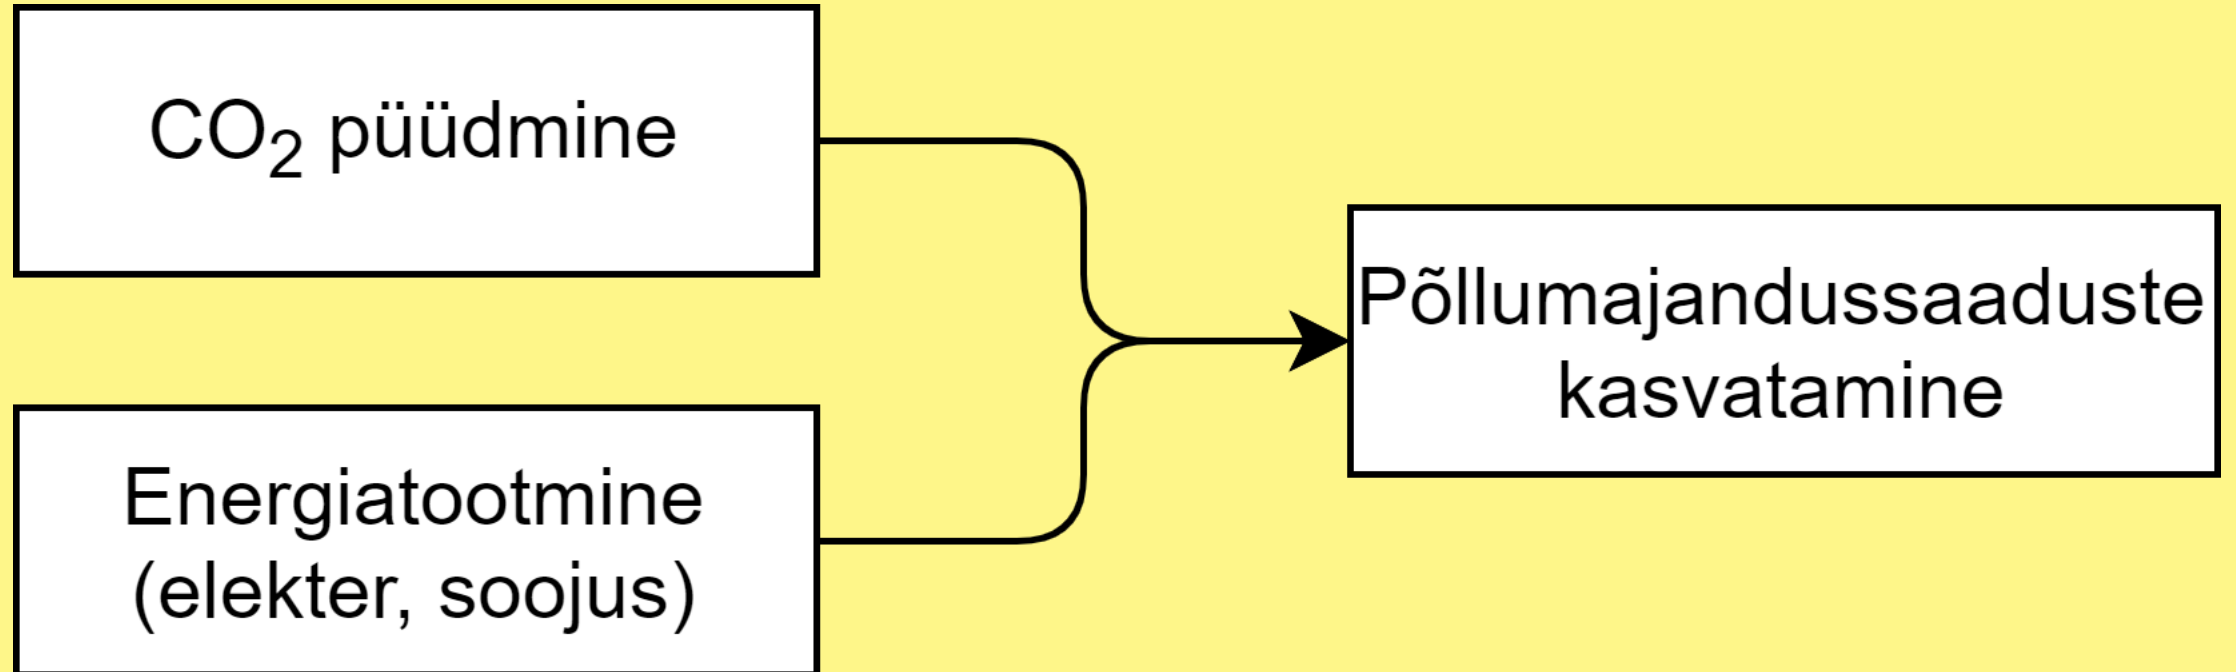 CO₂ püüdmine
Energiatootmine
(elekter, soojus)
Põllumajandussaaduste
kasvatamine